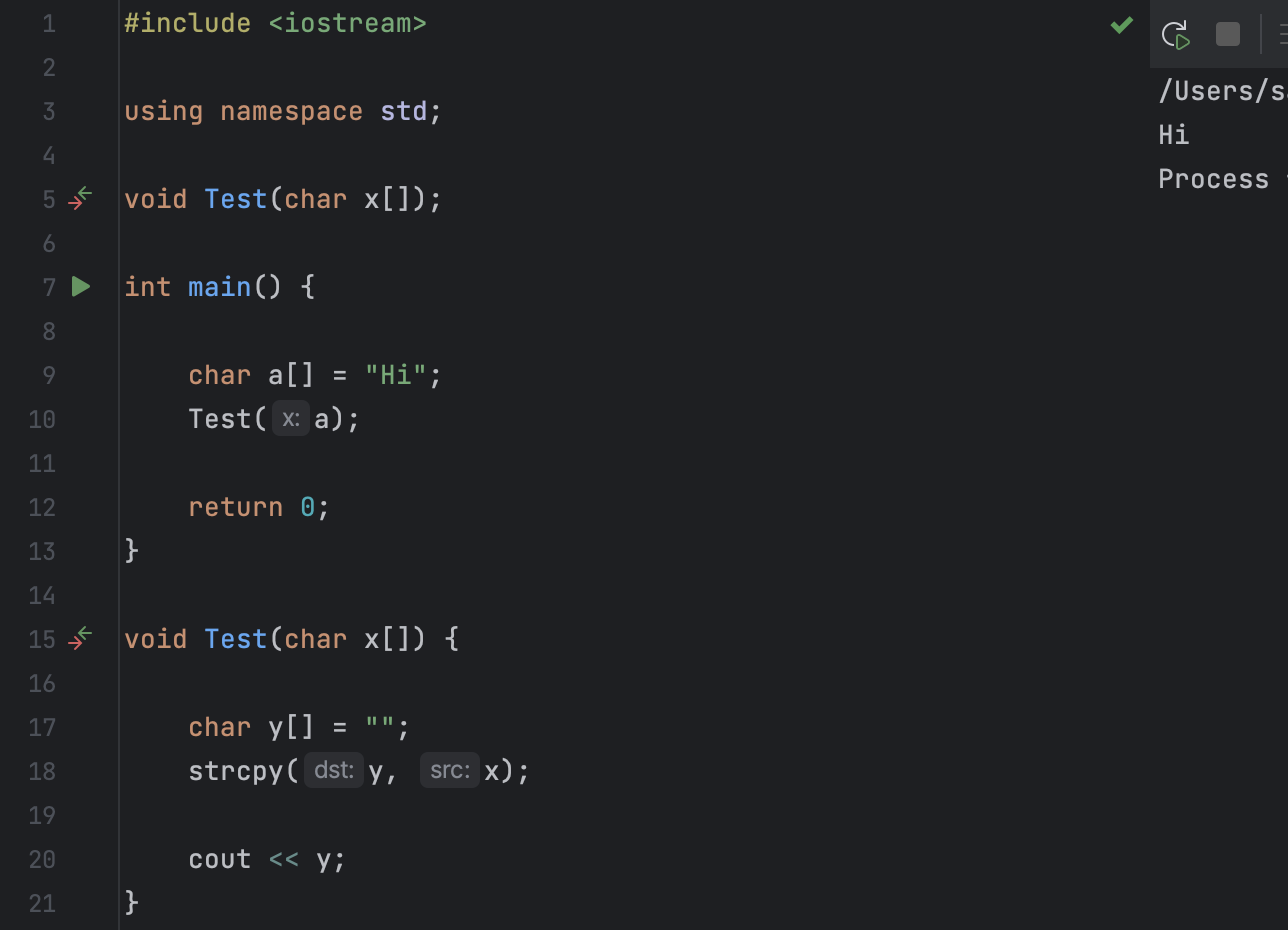 1 #include <iostream>
2
3 using namespace std;
4
5 void Test(char x[]);
6
7 int main() {
8
9 char a[] = "Hi";
10 Test( x: a);
11
12 return 0;
13 }
14
15 void Test(char x[]) {
16
17 char y[] = "";
18 strcpy( dst: y, src: x);
19
20 cout << y;
21 }
/Users/s
Hi
Process